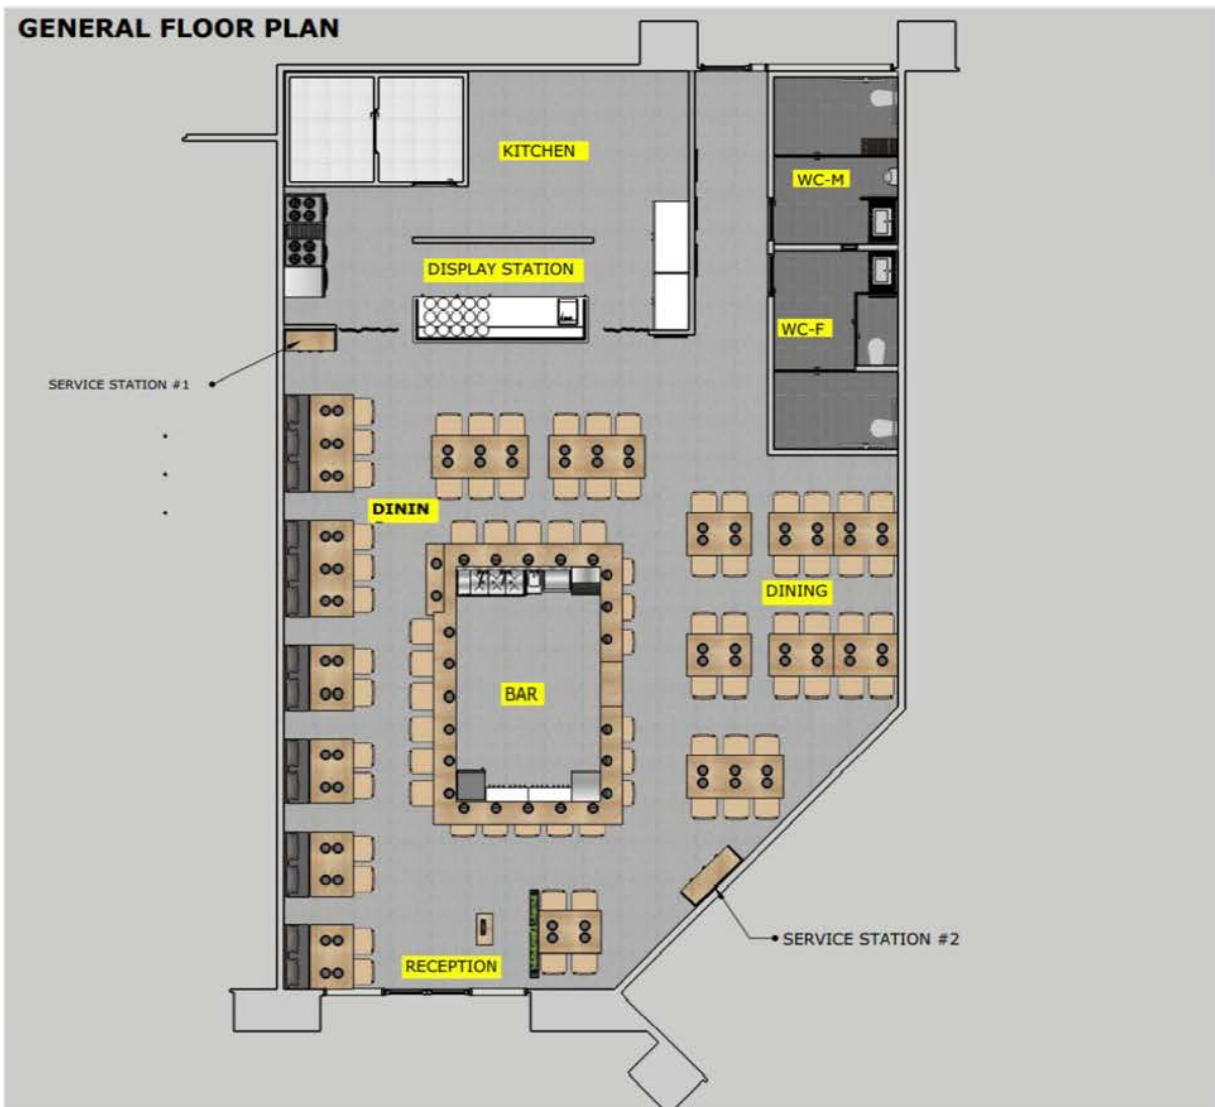 GENERAL FLOOR PLAN
KITCHEN
WC-M
DISPLAY STATION
WC-F
SERVICE STATION #1
DININ
DINING
BAR
SERVICE STATION #2
RECEPTION